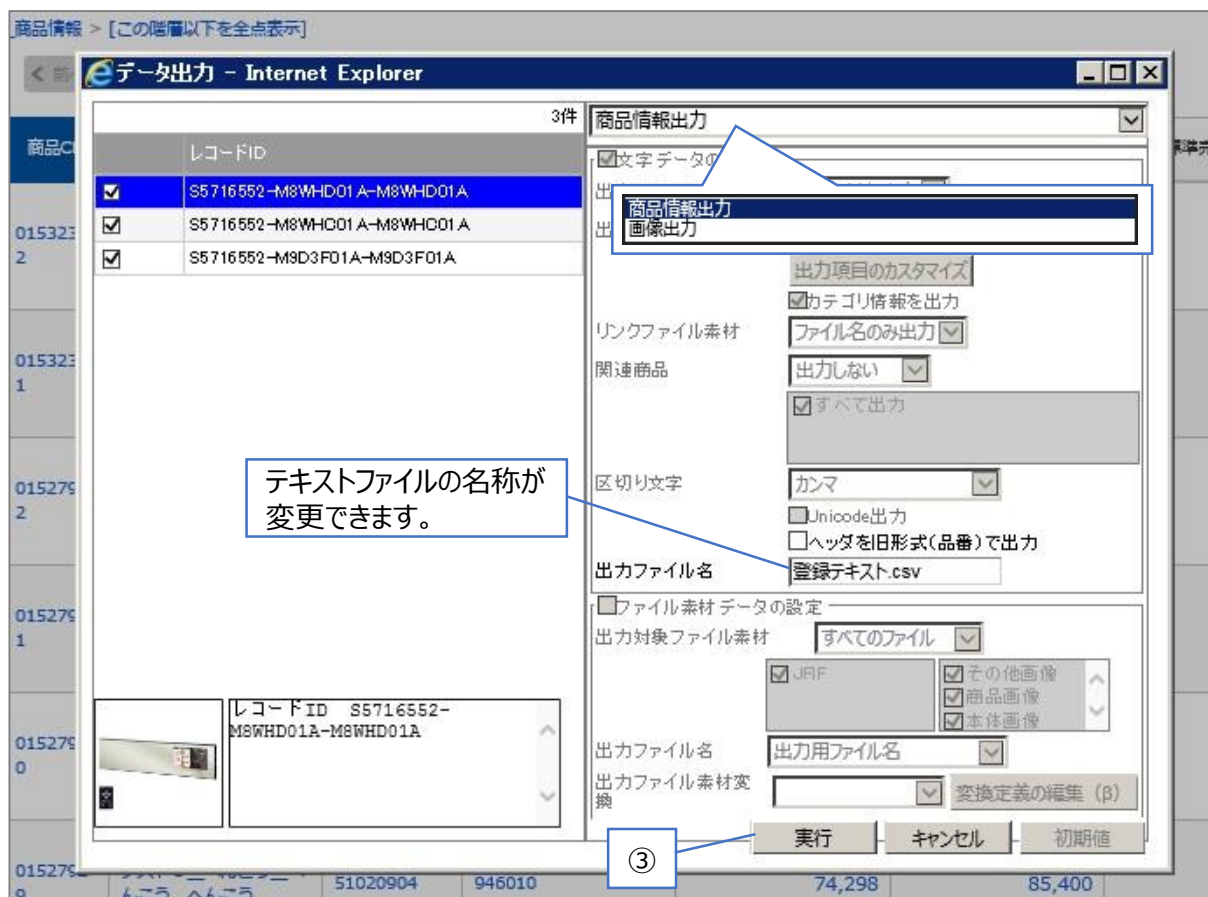 商品情報 > [この階層以下を全点表示]
データ出力 - Internet Explorer
3件
商品情報出力
商品C
レコードID
文字データの
S5716552-M8WHD01A-M8WHD01A
商品情報出力
画像出力
015323
2
S5716552-M8WHC01A-M8WHC01A
S5716552-M9D3F01A-M9D3F01A
出力項目のカスタマイズ
カテゴリ情報を出力
リンクファイル素材
ファイル名のみ出力
015323
1
関連商品
出力しない
すべて出力
テキストファイルの名称が
変更できます。
015279
2
区切り文字
カンマ
Unicode出力
ヘッダを旧形式(品番)で出力
出力ファイル名
登録テキスト.csv
015279
1
ファイル素材データの設定
出力対象ファイル素材
すべてのファイル
JFIF
その他画像
商品画像
本体画像
レコードID S5716552-
M8WHD01A-M8WHD01A
015279
0
出力ファイル名
出力用ファイル名
出力ファイル素材変
換
変換定義の編集 (β)
③
実行
キャンセル
初期値
51020904
946010
74,298
85,400